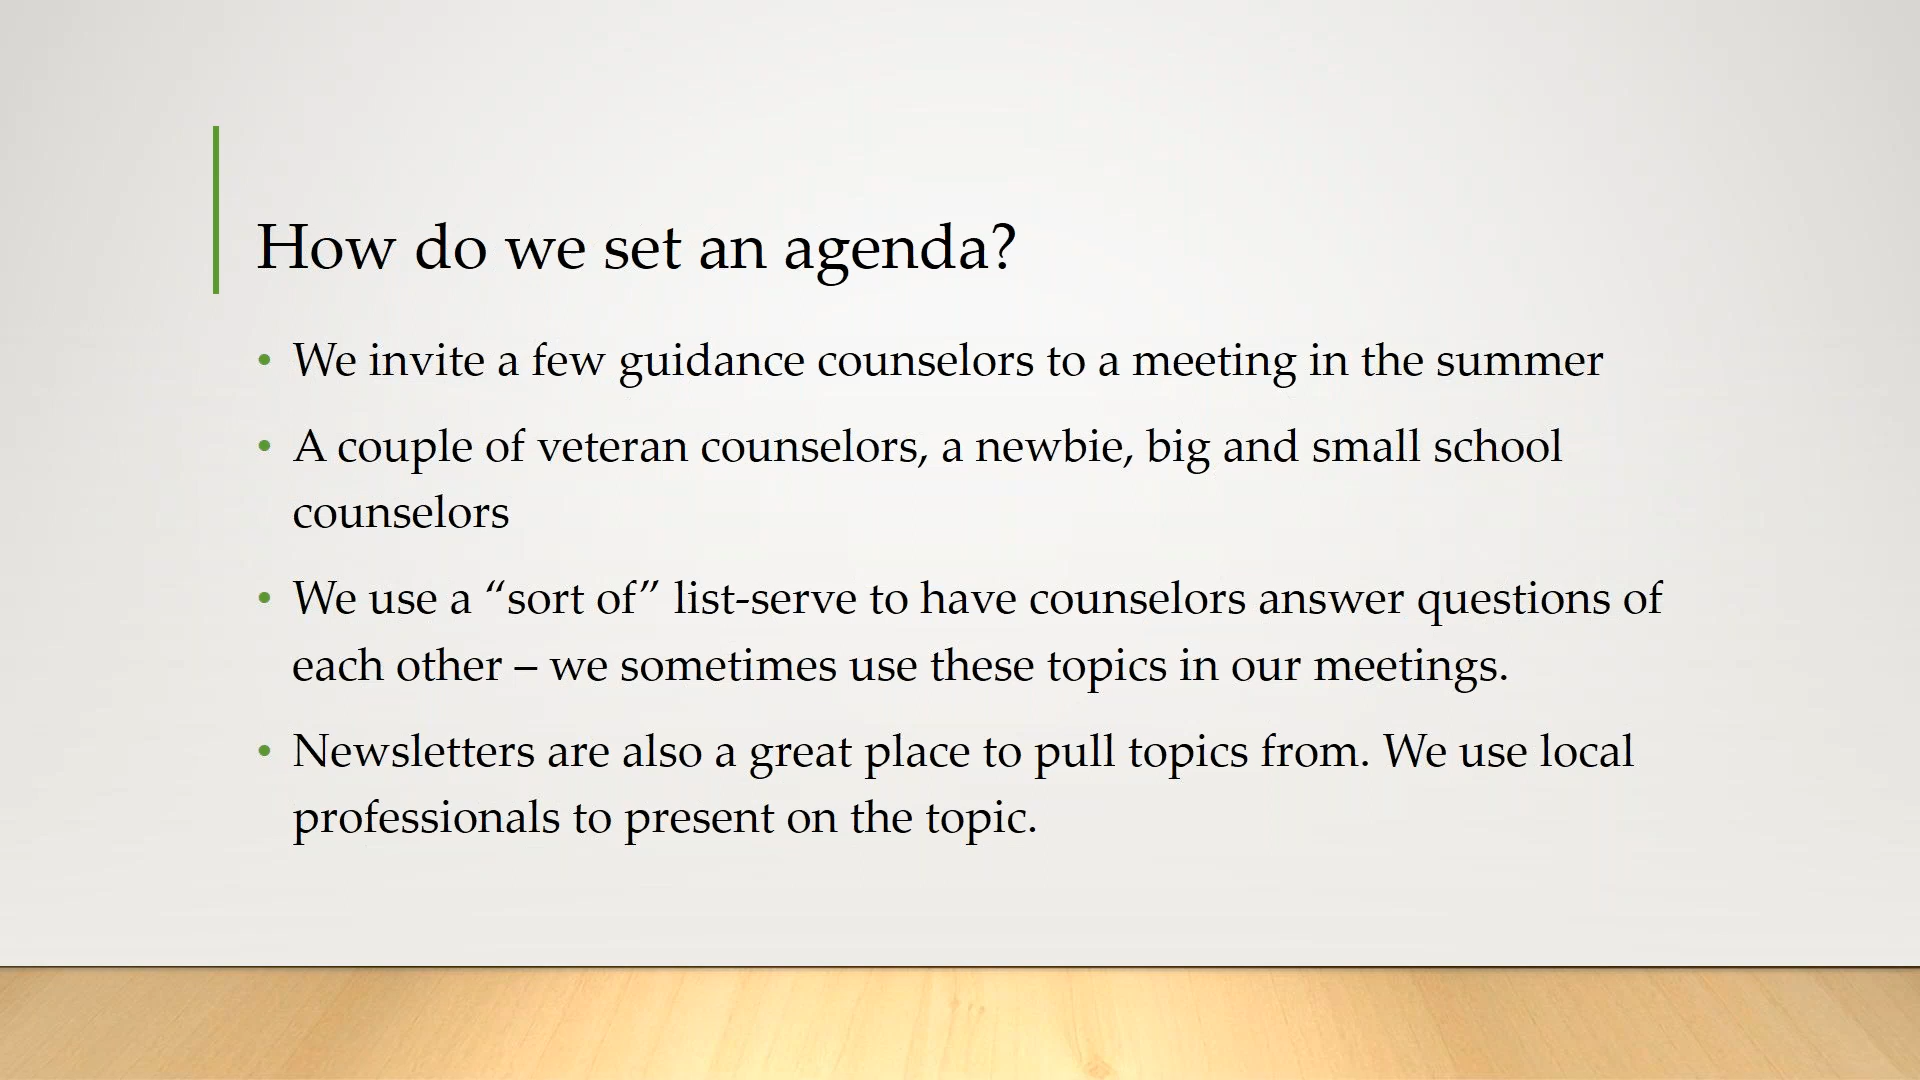 How do we set an agenda?
• We invite a few guidance counselors to a meeting in the summer
• A couple of veteran counselors, a newbie, big and small school
counselors
• We use a “sort of” list-serve to have counselors answer questions of
each other – we sometimes use these topics in our meetings.
• Newsletters are also a great place to pull topics from. We use local
professionals to present on the topic.